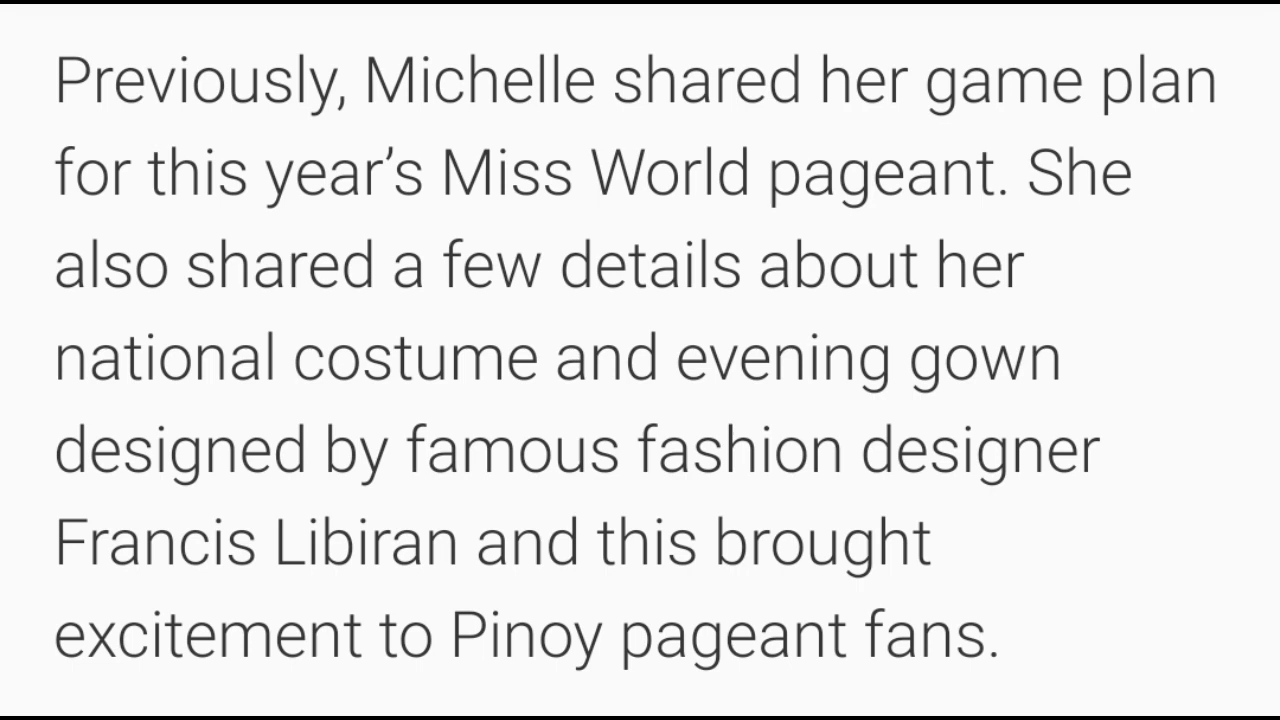 Previously, Michelle shared her game plan
for this year’s Miss World pageant. She
also shared a few details about her
national costume and evening gown
designed by famous fashion designer
Francis Libiran and this brought
excitement to Pinoy pageant fans.